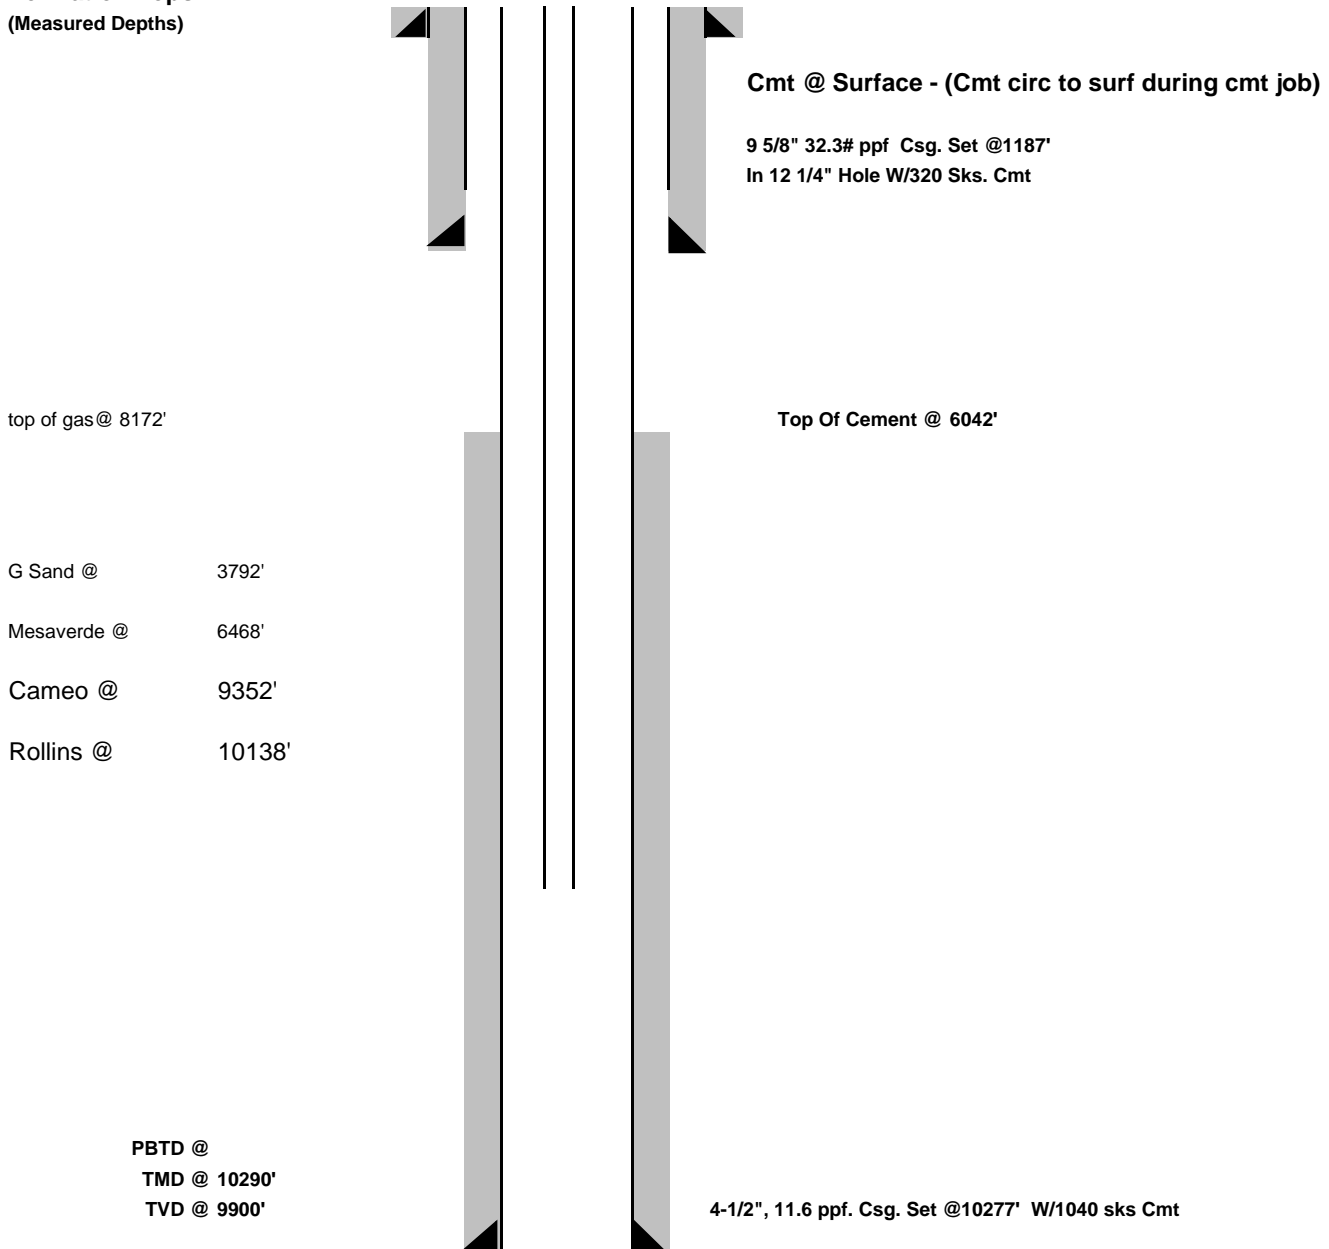 (Measured Depths)
Cmt @ Surface - (Cmt circ to surf during cmt job)
9 5/8" 32.3# ppf Csg. Set @1187'
In 12 1/4" Hole W/320 Sks. Cmt
top of gas@ 8172'
Top Of Cement @ 6042'
G Sand @ 3792'
Mesaverde @ 6468'
Cameo @ 9352'
Rollins @ 10138'
PBTD @
TMD @ 10290'
TVD @ 9900'
4-1/2", 11.6 ppf. Csg. Set @10277' W/1040 sks Cmt